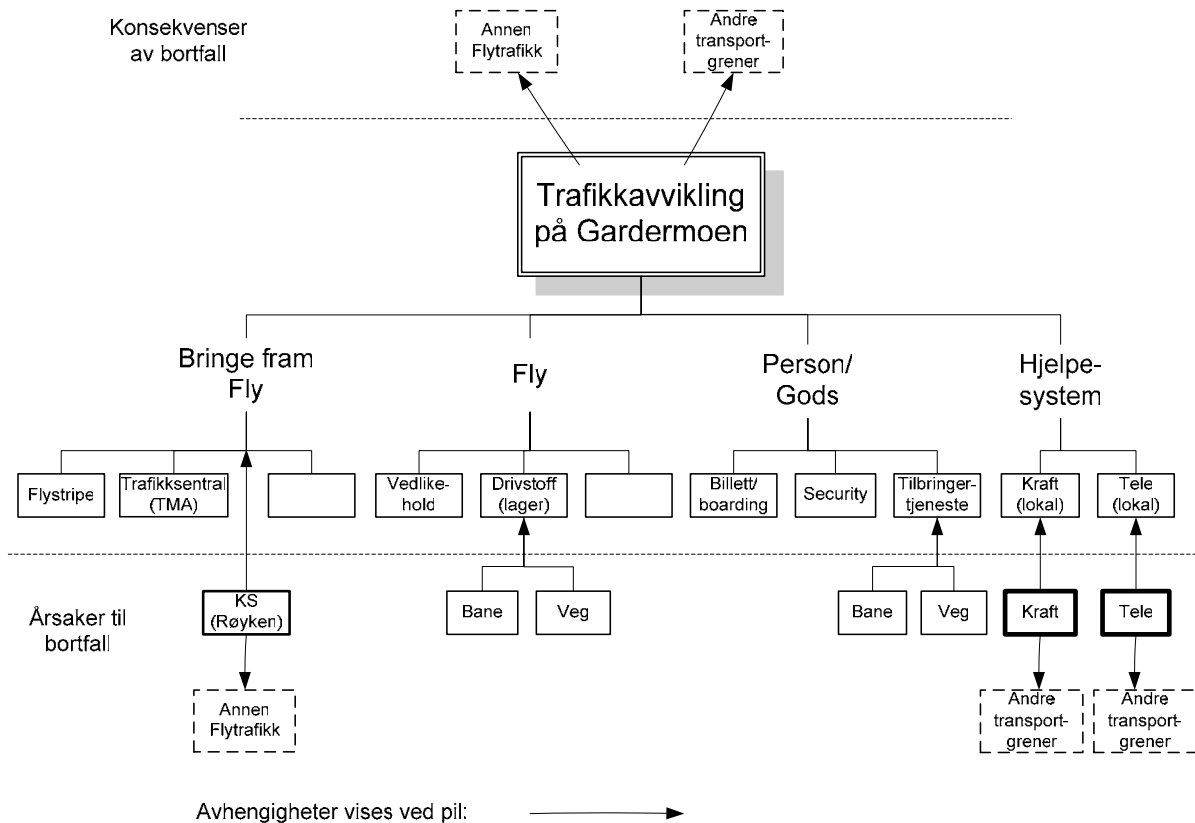 Konsekvenser
av bortfall
Annen
Flytrafikk
Andre
transport-
grener
Trafikkavvikling
på Gardermoen
Bringe fram
Fly
Fly
Person/
Gods
Hjelpe-
system
Flystripe
Trafikksentral
(TMA)
Vedlike-
hold
Drivstoff
(lager)
Billett/
boarding
Security
Tilbringer-
tjeneste
Kraft
(lokal)
Tele
(lokal)
Årsaker til
bortfall
KS
(Røyken)
Bane
Veg
Bane
Veg
Kraft
Tele
Annen
Flytrafikk
Andre
transport-
grener
Andre
transport-
grener
Avhengigheter vises ved pil: